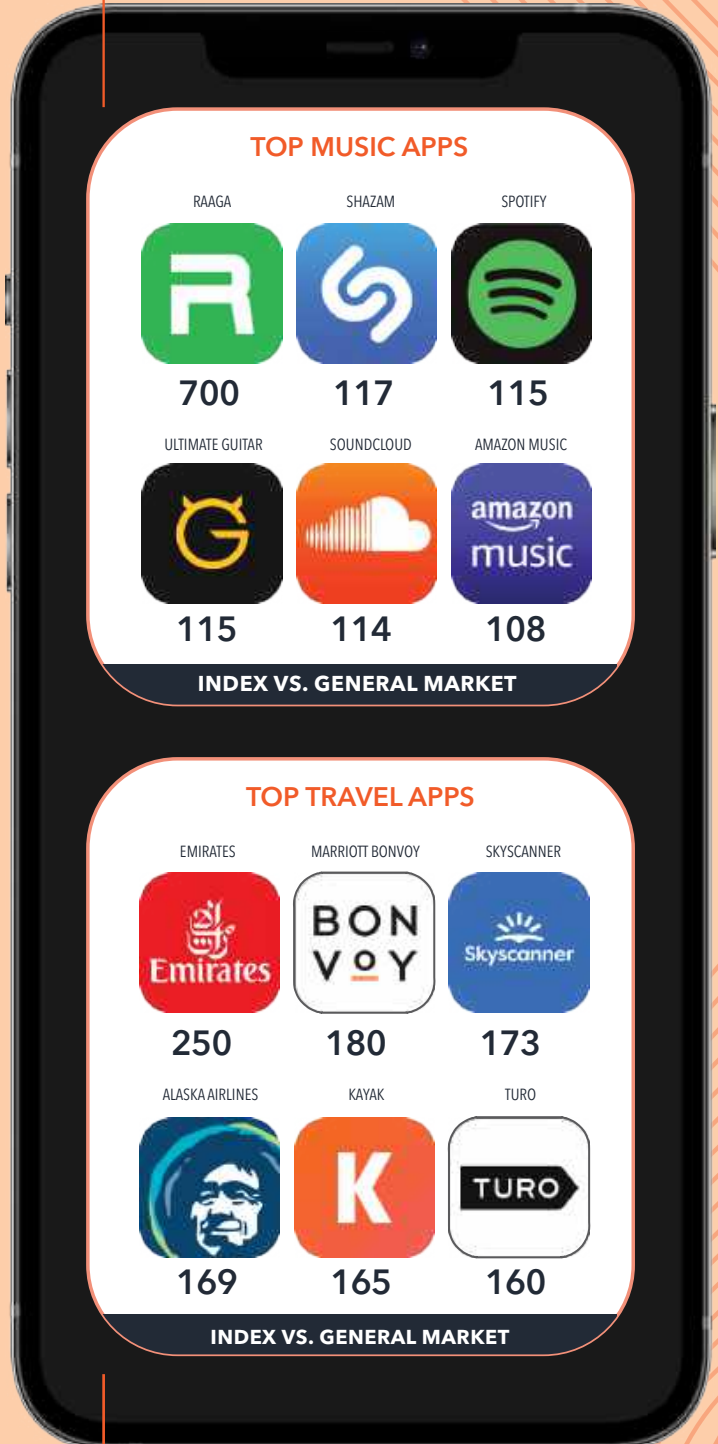 TOP MUSIC APPS
RAAGA SHAZAM SPOTIFY
700 117 115
ULTIMATE GUITAR SOUNDCLOUD AMAZON MUSIC
amazon
music
115 114 108
INDEX VS. GENERAL MARKET
TOP TRAVEL APPS
EMIRATES MARRIOTT BONVOY SKYSCANNER
Emirates
BON
VOY
Skyscanner
250 180 173
ALASKA AIRLINES KAYAK TURO
K
TURO
169 165 160
INDEX VS. GENERAL MARKET